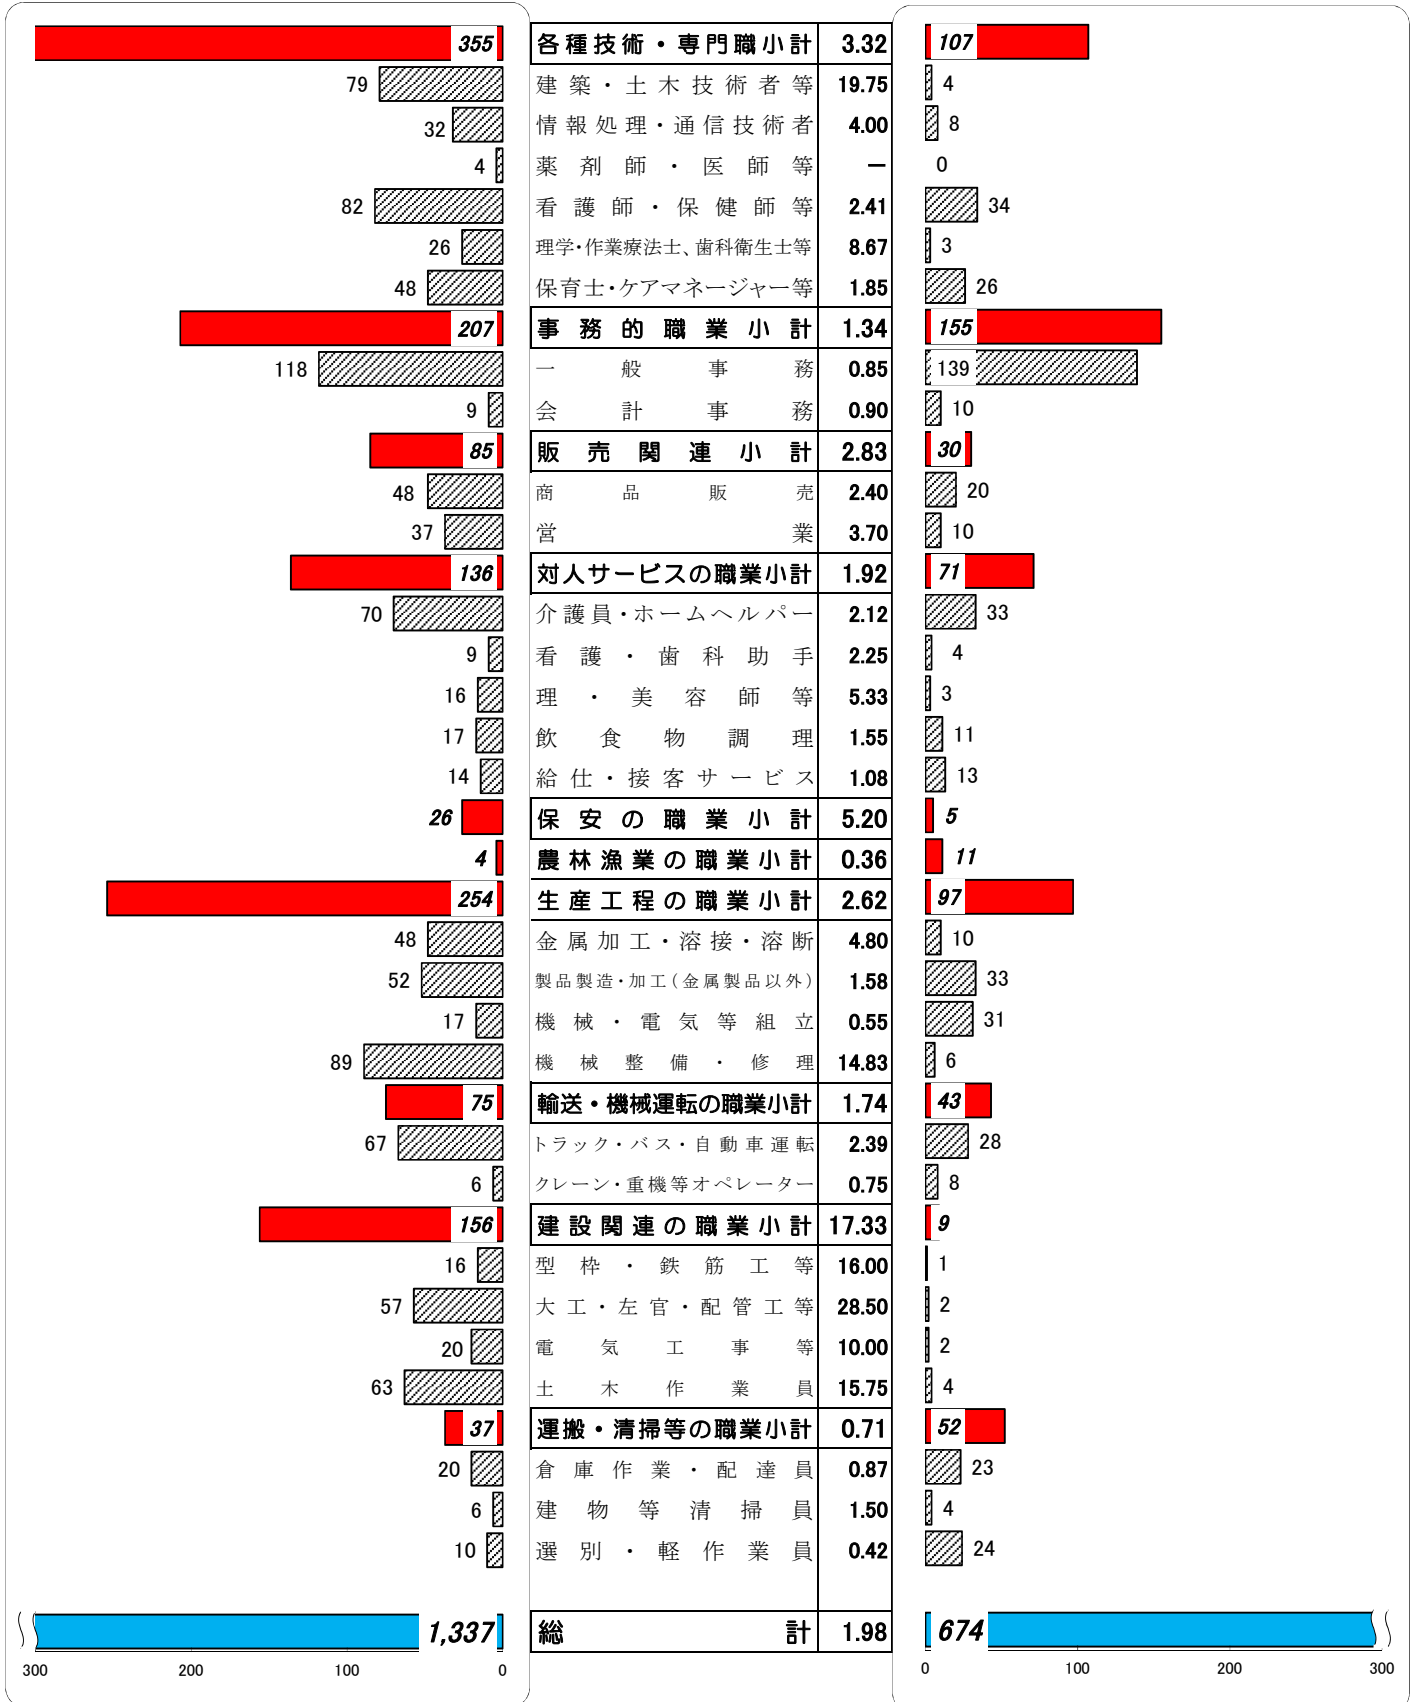 355 各種技術・専門職小計 3.32 107
79 建築・土木技術者等 19.75 4
32 情報処理・通信技術者 4.00 8
4 薬剤師・医師等 ー 0
82 看護師・保健師等 2.41 34
26 理学・作業療法士、歯科衛生士等 8.67 3
48 保育士・ケアマネージャー等 1.85 26
207 事務的職業小計 1.34 155
118 一般事務 0.85 139
9 会計事務 0.90 10
85 販売関連小計 2.83 30
48 商品販売 2.40 20
37 営業 3.70 10
136 対人サービスの職業小計 1.92 71
70 介護員・ホームヘルパー 2.12 33
9 看護・歯科助手 2.25 4
16 理・美容師等 5.33 3
17 飲食物調理 1.55 11
14 給仕・接客サービス 1.08 13
26 保安の職業小計 5.20 5
4 農林漁業の職業小計 0.36 11
254 生産工程の職業小計 2.62 97
48 金属加工・溶接・溶断 4.80 10
52 製品製造・加工(金属製品以外) 1.58 33
17 機械・電気等組立 0.55 31
89 機械整備・修理 14.83 6
75 輸送・機械運転の職業小計 1.74 43
67 トラック・バス・自動車運転 2.39 28
6 クレーン・重機等オペレーター 0.75 8
156 建設関連の職業小計 17.33 9
16 型枠・鉄筋工等 16.00 1
57 大工・左官・配管工等 28.50 2
20 電気工事等 10.00 2
63 土木作業員 15.75 4
37 運搬・清掃等の職業小計 0.71 52
20 倉庫作業・配達員 0.87 23
6 建物等清掃員 1.50 4
10 選別・軽作業員 0.42 24
1,337 総計 1.98 674
300 200 100 0 0 100 200 300